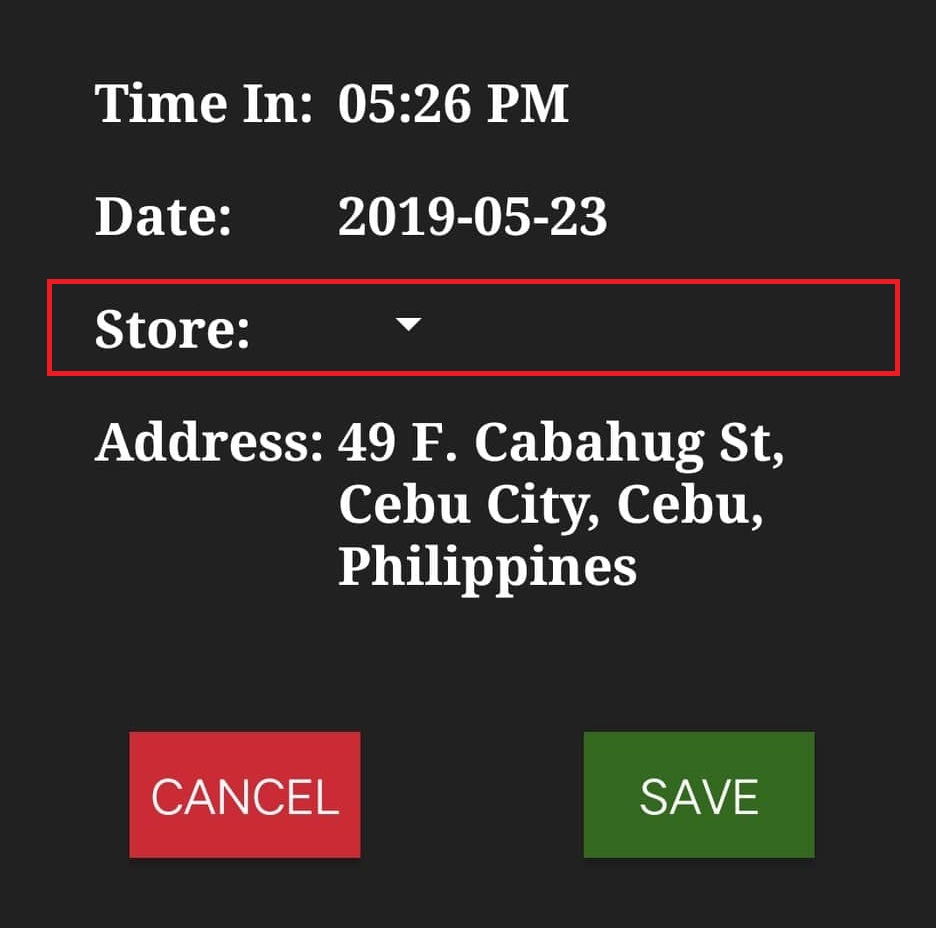 Time In: 05:26 PM
Date: 2019-05-23
Store:
Address: 49 F. Cabahug St,
Cebu City, Cebu,
Philippines
CANCEL SAVE